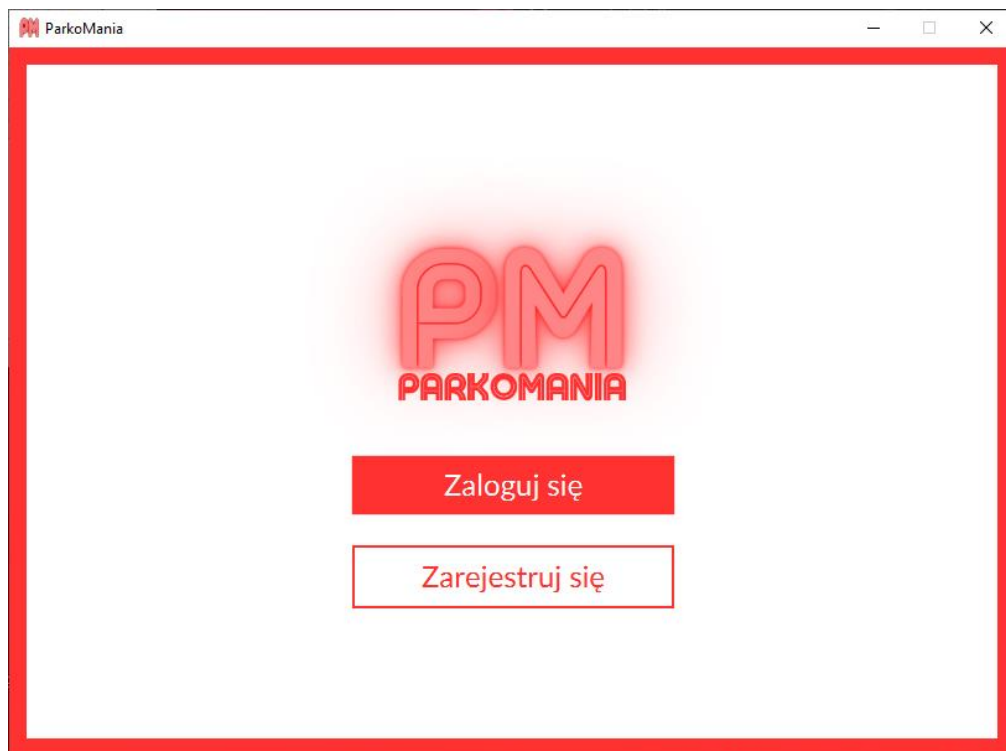 ParkoMania
PM
PARKOMANIA
Zaloguj się
Zarejestruj się